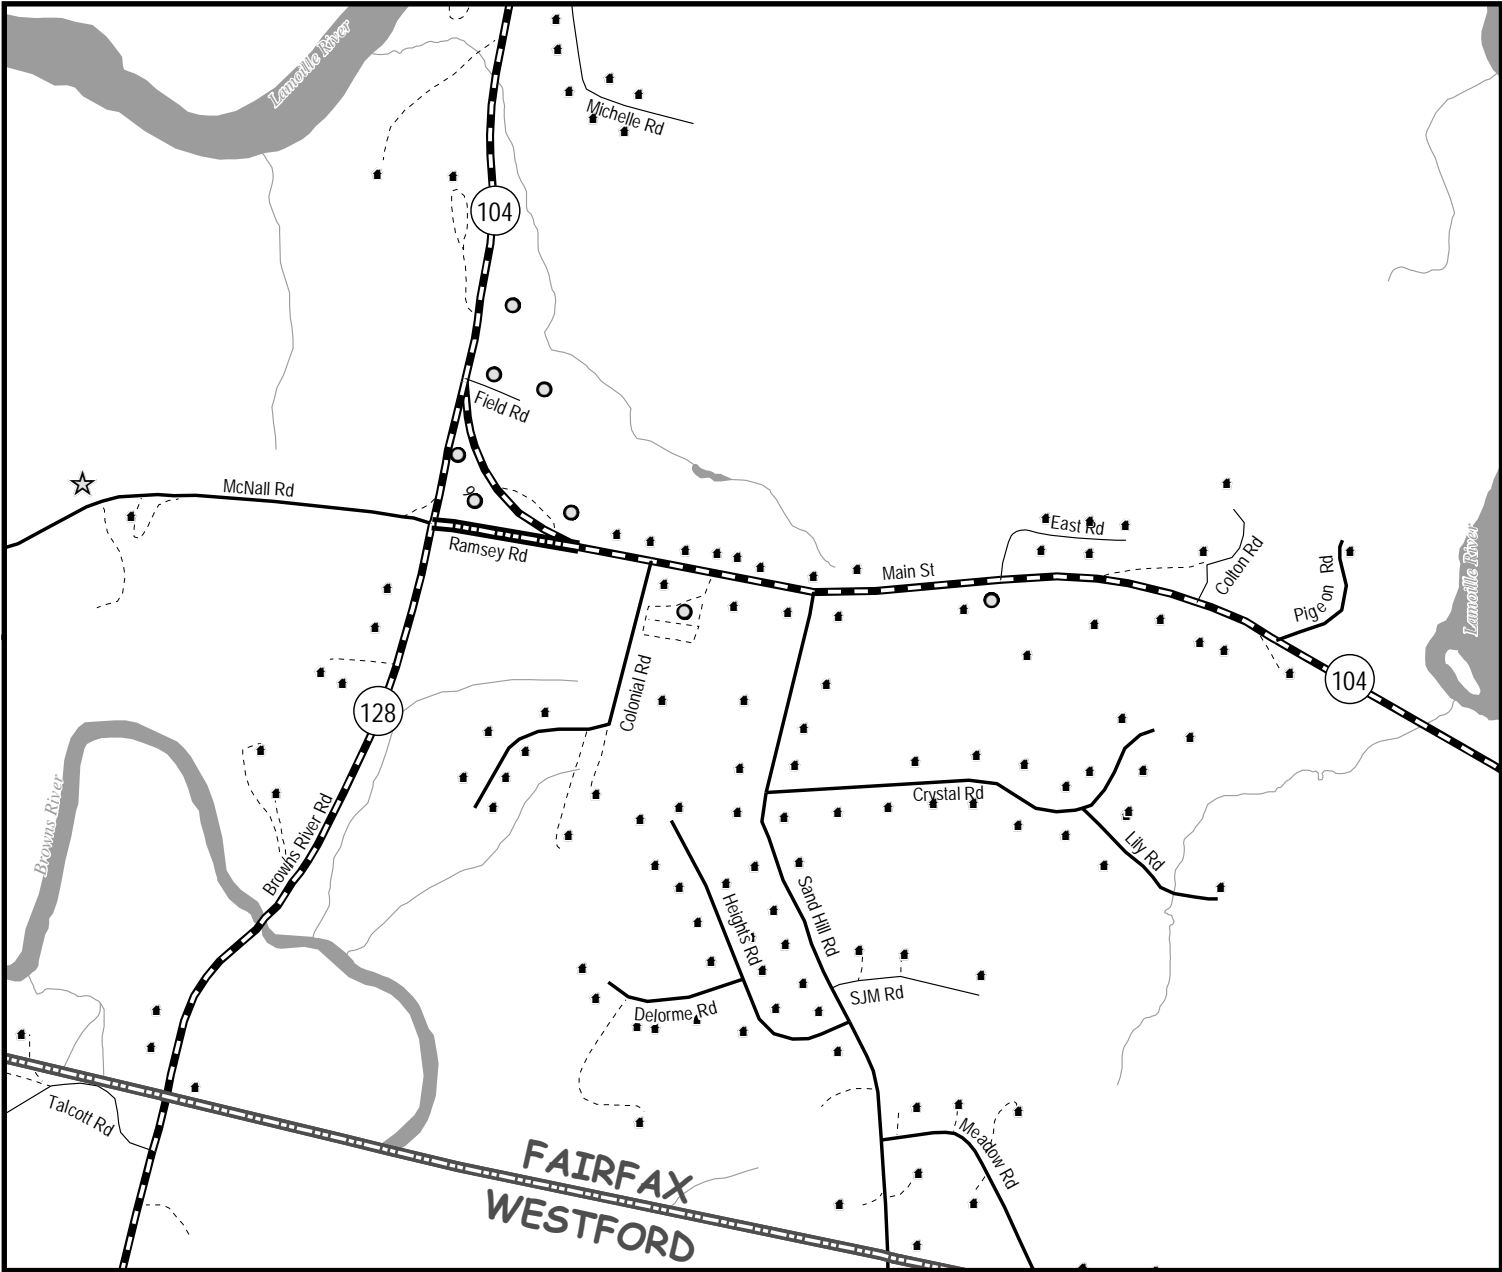 Lamoille River
Michelle Rd
104
Field Rd
McNall Rd
Ramsey Rd
Main St
East Rd
Colton Rd
Pigeon Rd
Lamoille River
Colonial Rd
104
128
Browns River
Browns River Rd
Crystal Rd
Lily Rd
Heights Rd
Sand Hill Rd
SJM Rd
Delorme Rd
Talcott Rd
Meadow Rd
FAIRFAX
WESTFORD